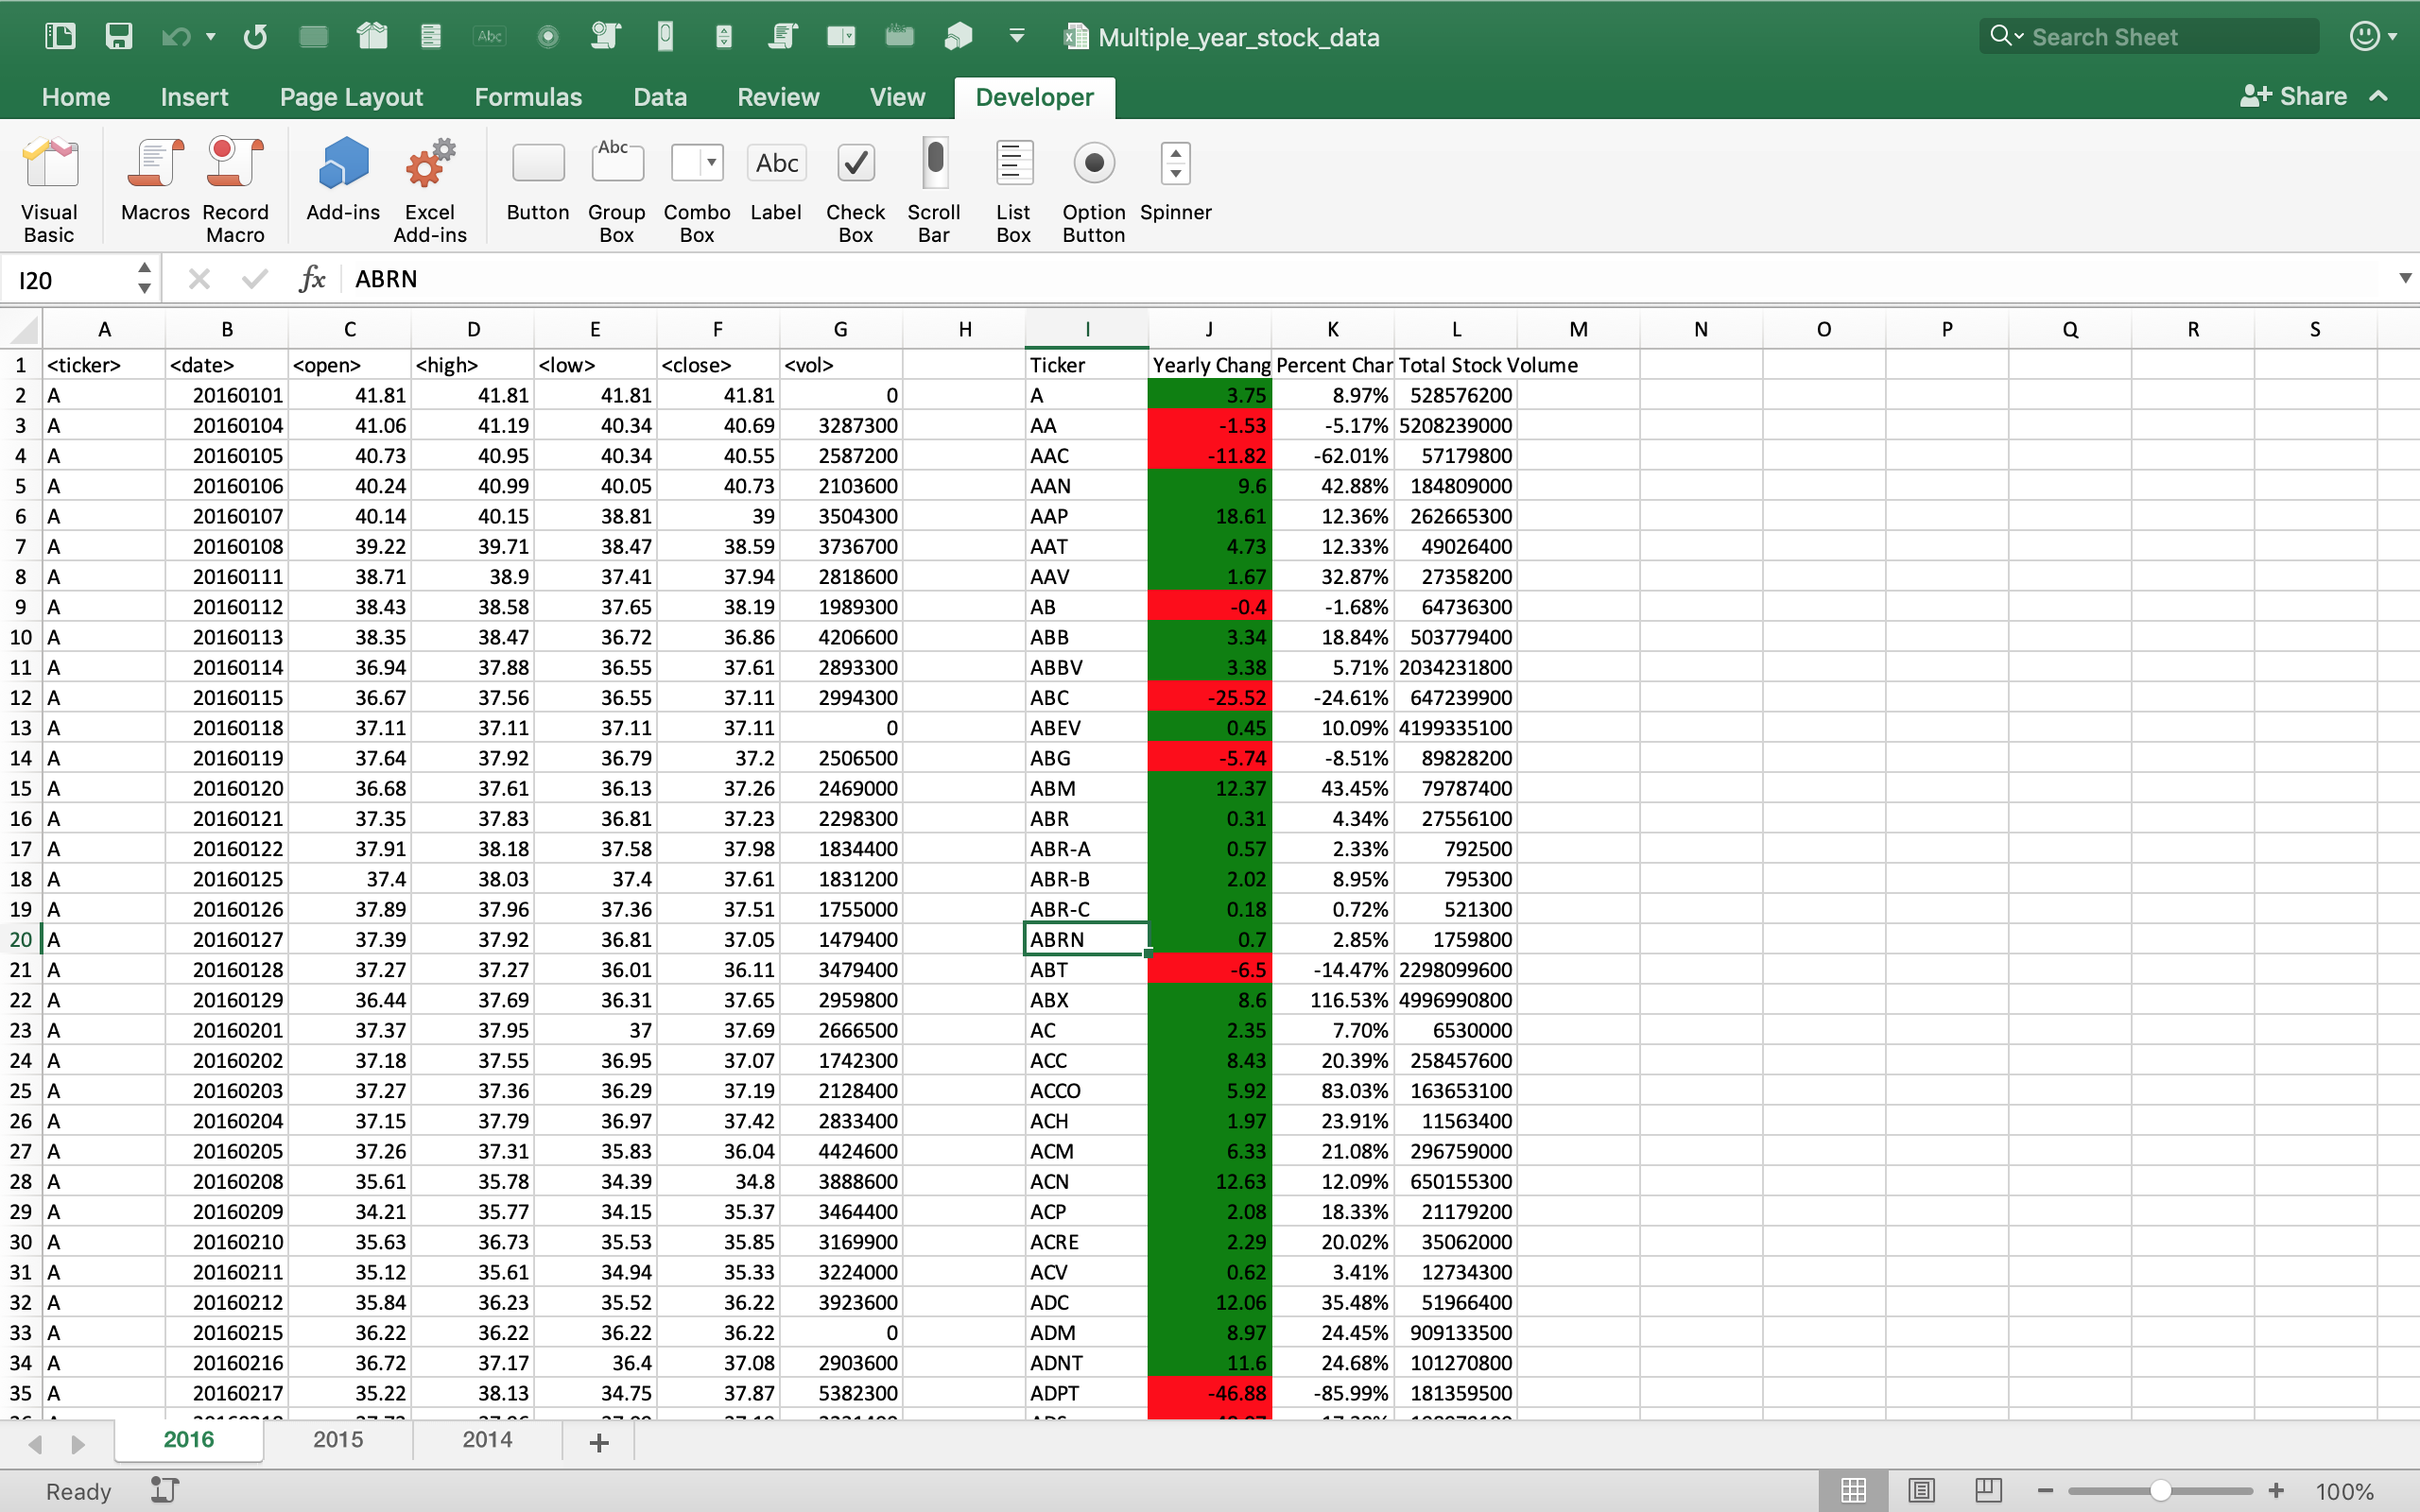 Abc Multiple_year_stock_data Search Sheet
Home Insert Page Layout Formulas Data Review View Developer Share
Abc Abc
Visual Basic Macros Record Macro Add-ins Excel Add-ins Button Group Box Combo Box Label Check Box Scroll Bar List Box Option Button Spinner
I20 fx ABRN
A B C D E F G H I J K L M N O P Q R S
1 <ticker> <date> <open> <high> <low> <close> <vol> Ticker Yearly Chang Percent Char Total Stock Volume
2 A 20160101 41.81 41.81 41.81 41.81 0 A 3.75 8.97% 528576200
3 A 20160104 41.06 41.19 40.34 40.69 3287300 AA -1.53 -5.17% 5208239000
4 A 20160105 40.73 40.95 40.34 40.55 2587200 AAC -11.82 -62.01% 57179800
5 A 20160106 40.24 40.99 40.05 40.73 2103600 AAN 9.6 42.88% 184809000
6 A 20160107 40.14 40.15 38.81 39 3504300 AAP 18.61 12.36% 262665300
7 A 20160108 39.22 39.71 38.47 38.59 3736700 AAT 4.73 12.33% 49026400
8 A 20160111 38.71 38.9 37.41 37.94 2818600 AAV 1.67 32.87% 27358200
9 A 20160112 38.43 38.58 37.65 38.19 1989300 AB -0.4 -1.68% 64736300
10 A 20160113 38.35 38.47 36.72 36.86 4206600 ABB 3.34 18.84% 503779400
11 A 20160114 36.94 37.88 36.55 37.61 2893300 ABBV 3.38 5.71% 2034231800
12 A 20160115 36.67 37.56 36.55 37.11 2994300 ABC -25.52 -24.61% 647239900
13 A 20160118 37.11 37.11 37.11 37.11 0 ABEV 0.45 10.09% 4199335100
14 A 20160119 37.64 37.92 36.79 37.2 2506500 ABG -5.74 -8.51% 89828200
15 A 20160120 36.68 37.61 36.13 37.26 2469000 ABM 12.37 43.45% 79787400
16 A 20160121 37.35 37.83 36.81 37.23 2298300 ABR 0.31 4.34% 27556100
17 A 20160122 37.91 38.18 37.58 37.98 1834400 ABR-A 0.57 2.33% 792500
18 A 20160125 37.4 38.03 37.4 37.61 1831200 ABR-B 2.02 8.95% 795300
19 A 20160126 37.89 37.96 37.36 37.51 1755000 ABR-C 0.18 0.72% 521300
20 A 20160127 37.39 37.92 36.81 37.05 1479400 ABRN 0.7 2.85% 1759800
21 A 20160128 37.27 37.27 36.01 36.11 3479400 ABT -6.5 -14.47% 2298099600
22 A 20160129 36.44 37.69 36.31 37.65 2959800 ABX 8.6 116.53% 4996990800
23 A 20160201 37.37 37.95 37 37.69 2666500 AC 2.35 7.70% 6530000
24 A 20160202 37.18 37.55 36.95 37.07 1742300 ACC 8.43 20.39% 258457600
25 A 20160203 37.27 37.36 36.29 37.19 2128400 ACCO 5.92 83.03% 163653100
26 A 20160204 37.15 37.79 36.97 37.42 2833400 ACH 1.97 23.91% 11563400
27 A 20160205 37.26 37.31 35.83 36.04 4424600 ACM 6.33 21.08% 296759000
28 A 20160208 35.61 35.78 34.39 34.8 3888600 ACN 12.63 12.09% 650155300
29 A 20160209 34.21 35.77 34.15 35.37 3464400 ACP 2.08 18.33% 21179200
30 A 20160210 35.63 36.73 35.53 35.85 3169900 ACRE 2.29 20.02% 35062000
31 A 20160211 35.12 35.61 34.94 35.33 3224000 ACV 0.62 3.41% 12734300
32 A 20160212 35.84 36.23 35.52 36.22 3923600 ADC 12.06 35.48% 51966400
33 A 20160215 36.22 36.22 36.22 36.22 0 ADM 8.97 24.45% 909133500
34 A 20160216 36.72 37.17 36.4 37.08 2903600 ADNT 11.6 24.68% 101270800
35 A 20160217 35.22 38.13 34.75 37.87 5382300 ADPT -46.88 -85.99% 181359500
2016 2015 2014
Ready 100%